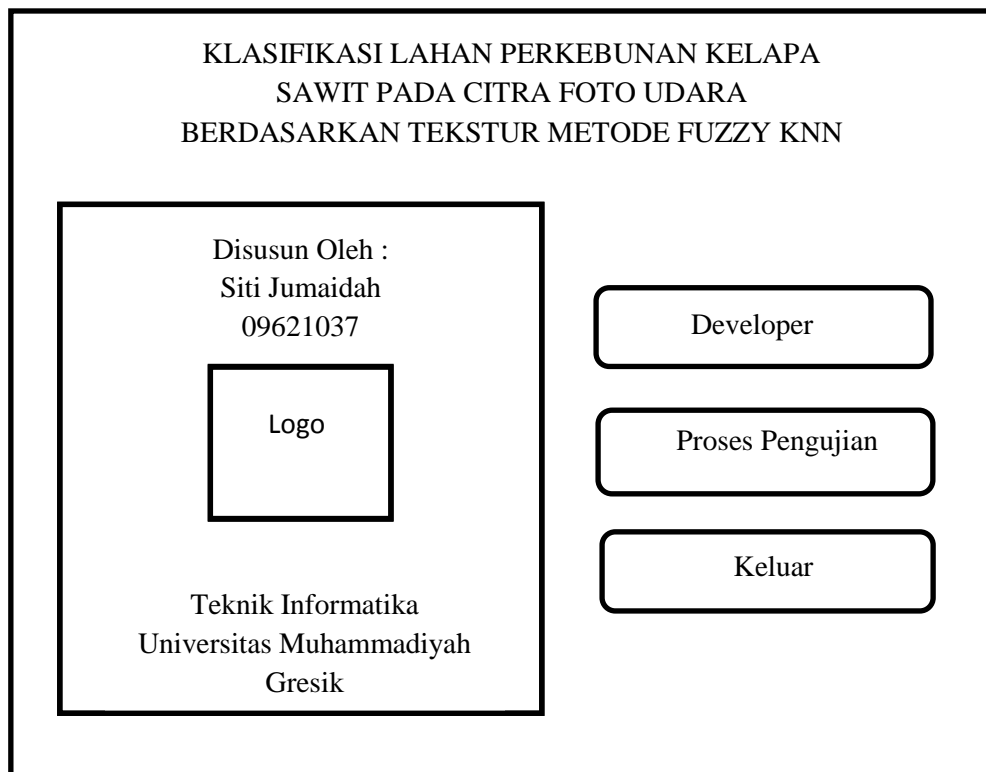 KLASIFIKASI LAHAN PERKEBUNAN KELAPA
SAWIT PADA CITRA FOTO UDARA
BERDASARKAN TEKSTUR METODE FUZZY KNN
Disusun Oleh :
Siti Jumaidah
09621037
Logo
Teknik Informatika
Universitas Muhammadiyah
Gresik
Developer
Proses Pengujian
Keluar